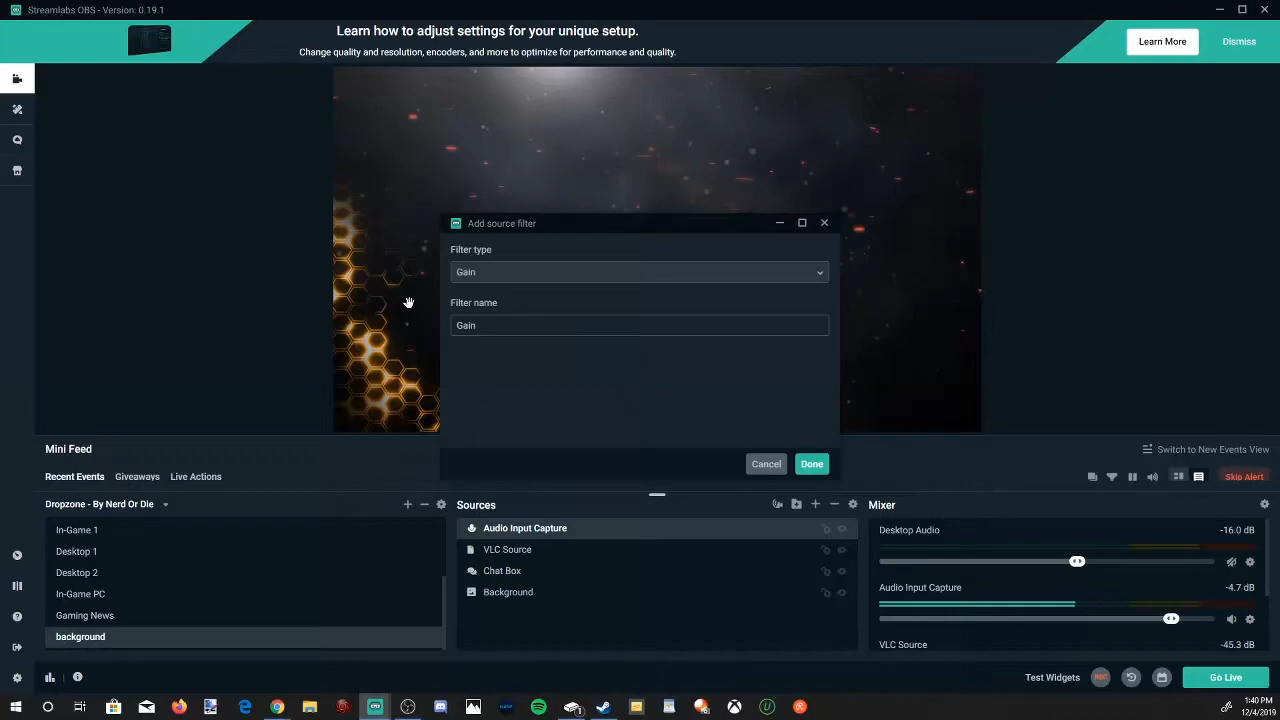 Streamlabs OBS - Version: 0.19.1
Learn how to adjust settings for your unique setup.
Change quality and resolution, encoders, and more to optimize for performance and quality.
Learn More
Dismiss
Add source filter
Filter type
Gain
Filter name
Gain
Cancel
Done
Mini Feed
Switch to New Events View
Recent Events
Giveaways
Live Actions
Skip Alert
Dropzone - By Nerd Or Die
In-Game 1
Desktop 1
Desktop 2
In-Game PC
Gaming News
background
Sources
Audio Input Capture
VLC Source
Chat Box
Background
Mixer
Desktop Audio
-16.0 dB
Audio Input Capture
-4.7 dB
VLC Source
-45.3 dB
Test Widgets
REC
Go Live
1:40 PM
12/4/2019